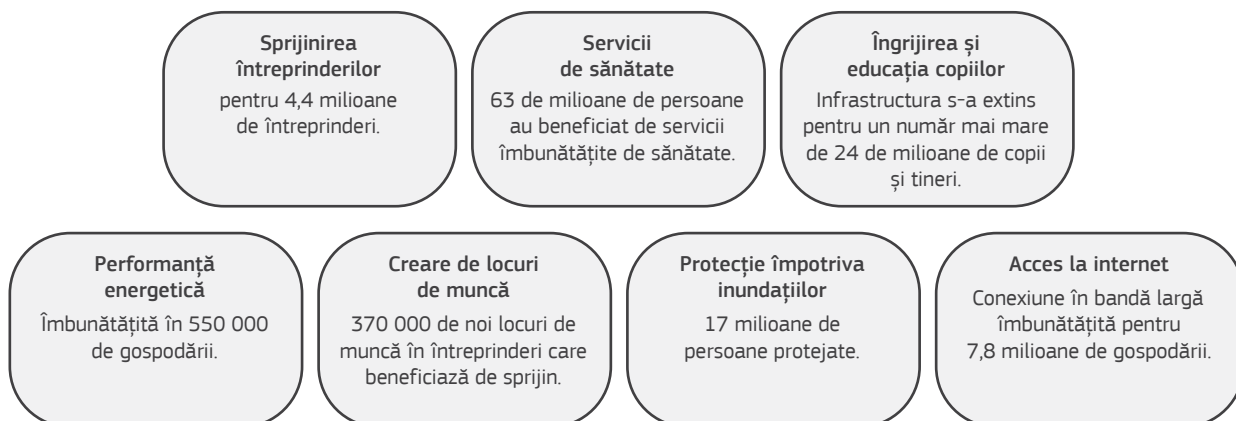 Sprijinirea
întreprinderilor
pentru 4,4 milioane
de întreprinderi.
Servicii
de sănătate
63 de milioane de persoane
au beneficiat de servicii
îmbunătățite de sănătate.
Îngrijirea și
educația copiilor
Infrastructura s-a extins
pentru un număr mai mare
de 24 de milioane de copii
și tineri.
Performanță
energetică
Îmbunătățită în 550 000
de gospodării.
Creare de locuri
de muncă
370 000 de noi locuri de
muncă în întreprinderi care
beneficiază de sprijin.
Protecție împotriva
inundațiilor
17 milioane de
persoane protejate.
Acces la internet
Conexiune în bandă largă
îmbunătățită pentru
7,8 milioane de gospodării.